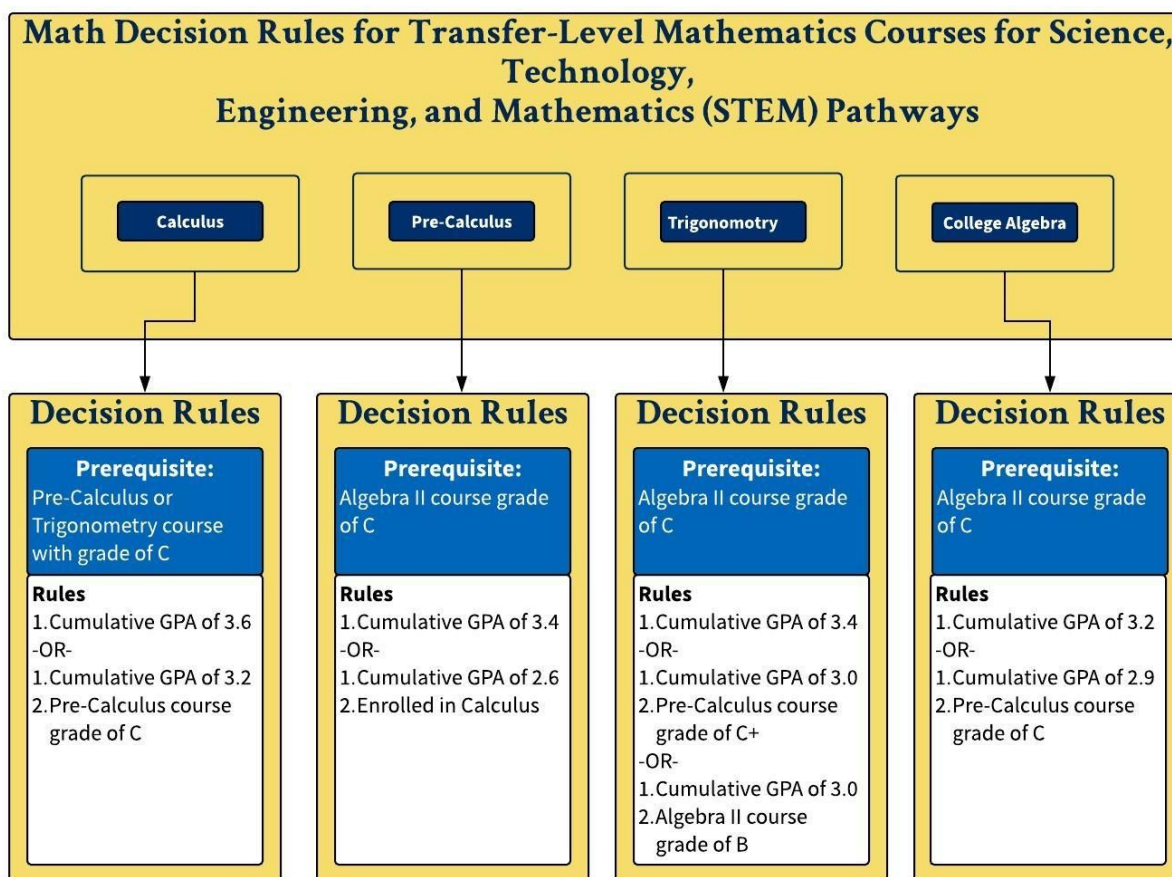 Math Decision Rules for Transfer-Level Mathematics Courses for Science,
Technology,
Engineering, and Mathematics (STEM) Pathways
Calculus
Pre-Calculus
Trigonomotry
College Algebra
Decision Rules
Prerequisite:
Pre-Calculus or
Trigonometry course
with grade of C
Rules
1.Cumulative GPA of 3.6
-OR-
1.Cumulative GPA of 3.2
2.Pre-Calculus course
grade of C
Decision Rules
Prerequisite:
Algebra II course grade
of C
Rules
1.Cumulative GPA of 3.4
-OR-
1.Cumulative GPA of 2.6
2.Enrolled in Calculus
Decision Rules
Prerequisite:
Algebra II course grade
of C
Rules
1.Cumulative GPA of 3.4
-OR-
1.Cumulative GPA of 3.0
2.Pre-Calculus course
grade of C+
-OR-
1.Cumulative GPA of 3.0
2.Algebra II course
grade of B
Decision Rules
Prerequisite:
Algebra II course grade
of C
Rules
1.Cumulative GPA of 3.2
-OR-
1.Cumulative GPA of 2.9
2.Pre-Calculus course
grade of C